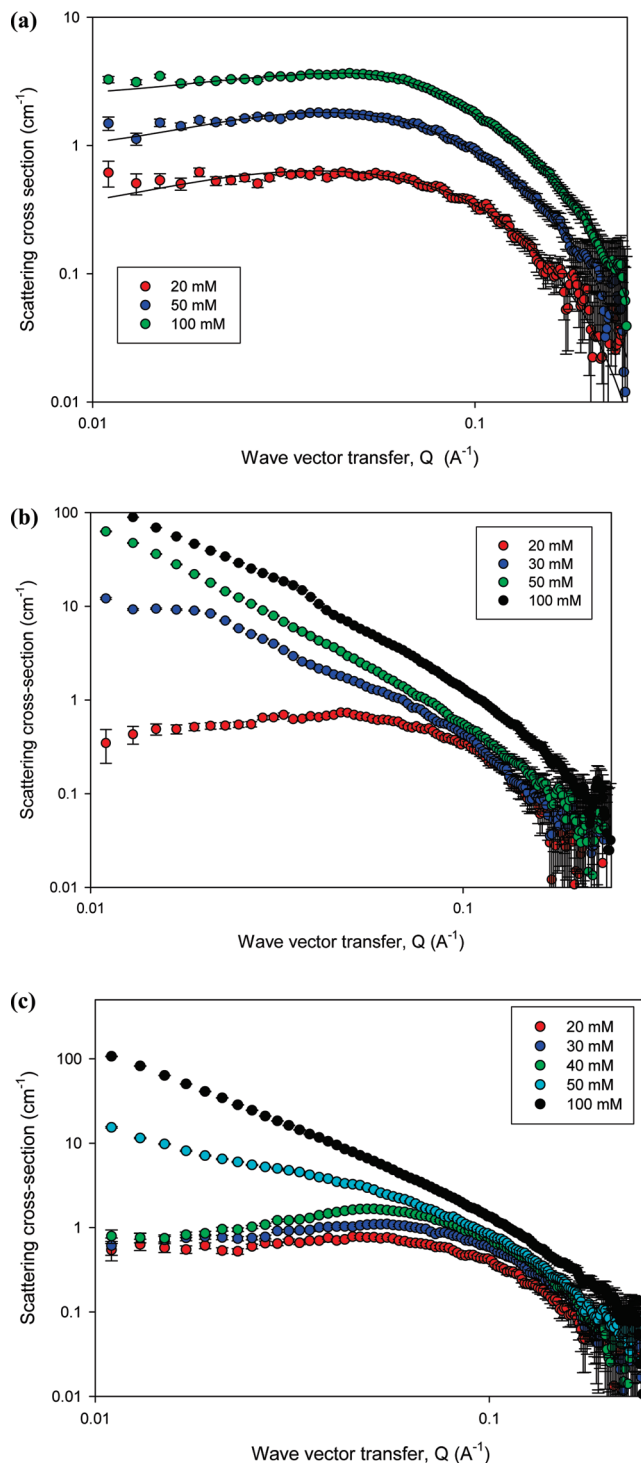 (a)
10
1
0.1
0.01
Scattering cross section (cm⁻¹)
20 mM
50 mM
100 mM
0.01
0.1
Wave vector transfer, Q (A⁻¹)
(b)
100
10
1
0.1
0.01
Scattering cross-section (cm⁻¹)
20 mM
30 mM
50 mM
100 mM
0.01
0.1
Wave vector transfer, Q (A⁻¹)
(c)
100
10
1
0.1
0.01
Scattering cross-section (cm⁻¹)
20 mM
30 mM
40 mM
50 mM
100 mM
0.01
0.1
Wave vector transfer, Q (A⁻¹)